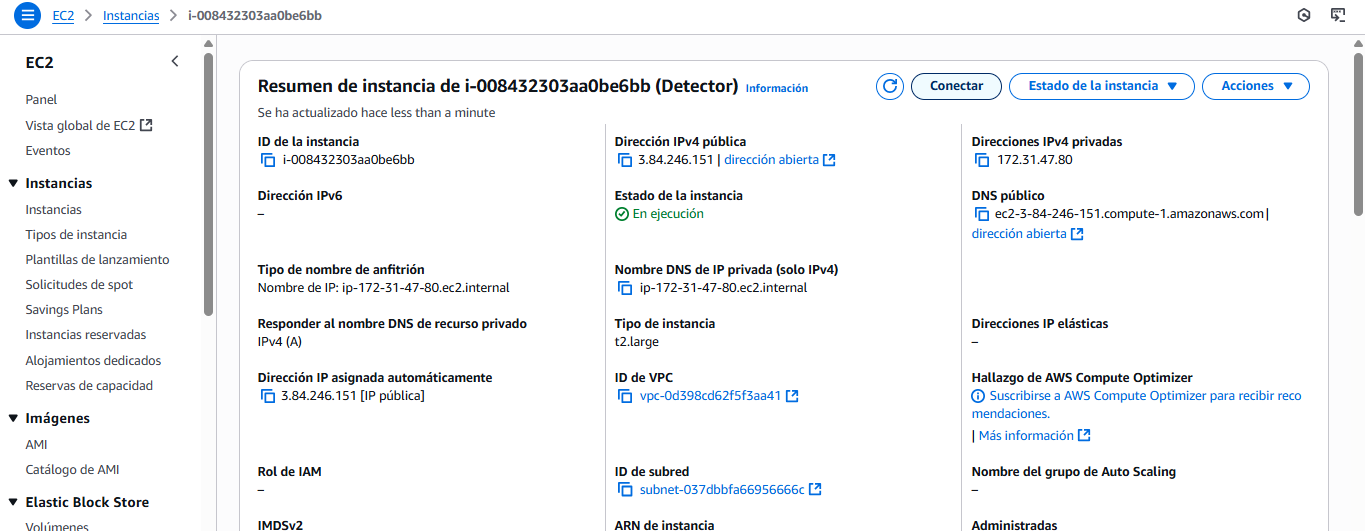 EC2 > Instancias > i-008432303aa0be6bb
EC2
Panel
Vista global de EC2
Eventos
Instancias
Instancias
Tipos de instancia
Plantillas de lanzamiento
Solicitudes de spot
Savings Plans
Instancias reservadas
Alojamientos dedicados
Reservas de capacidad
Imágenes
AMI
Catálogo de AMI
Elastic Block Store
Volúmenes
Resumen de instancia de i-008432303aa0be6bb (Detector) Información
Conectar
Estado de la instancia
Acciones
Se ha actualizado hace less than a minute
ID de la instancia
i-008432303aa0be6bb
Dirección IPv4 pública
3.84.246.151 | dirección abierta
Direcciones IPv4 privadas
172.31.47.80
Dirección IPv6
–
Estado de la instancia
En ejecución
DNS público
ec2-3-84-246-151.compute-1.amazonaws.com |
dirección abierta
Tipo de nombre de anfitrión
Nombre de IP: ip-172-31-47-80.ec2.internal
Nombre DNS de IP privada (solo IPv4)
ip-172-31-47-80.ec2.internal
Responder al nombre DNS de recurso privado
IPv4 (A)
Tipo de instancia
t2.large
Direcciones IP elásticas
–
Dirección IP asignada automáticamente
3.84.246.151 [IP pública]
ID de VPC
vpc-0d398cd62f5f3aa41
Hallazgo de AWS Compute Optimizer
Suscribirse a AWS Compute Optimizer para recibir reco
mendaciones.
| Más información
Rol de IAM
–
ID de subred
subnet-037dbbfa66956666c
Nombre del grupo de Auto Scaling
–
IMDSv2
ARN de instancia
Administradas